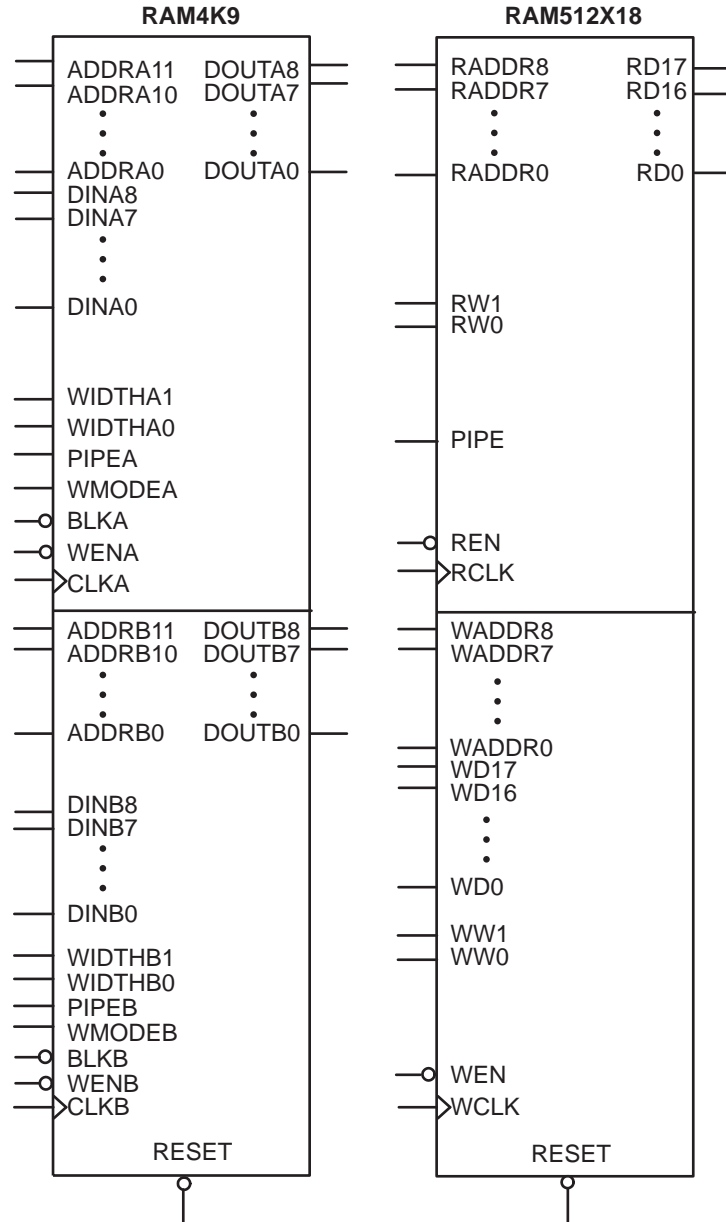 RAM4K9
ADDRA11 DOUTA8
ADDRA10 DOUTA7
ADDRA0 DOUTA0
DINA8
DINA7
DINA0
WIDTHA1
WIDTHA0
PIPEA
WMODEA
BLKA
WENA
CLKA
ADDRB11 DOUTB8
ADDRB10 DOUTB7
ADDRB0 DOUTB0
DINB8
DINB7
DINB0
WIDTHB1
WIDTHB0
PIPEB
WMODEB
BLKB
WENB
CLKB
RESET
RAM512X18
RADDR8 RD17
RADDR7 RD16
RADDR0 RD0
RW1
RW0
PIPE
REN
RCLK
WADDR8
WADDR7
WADDR0
WD17
WD16
WD0
WW1
WW0
WEN
WCLK
RESET